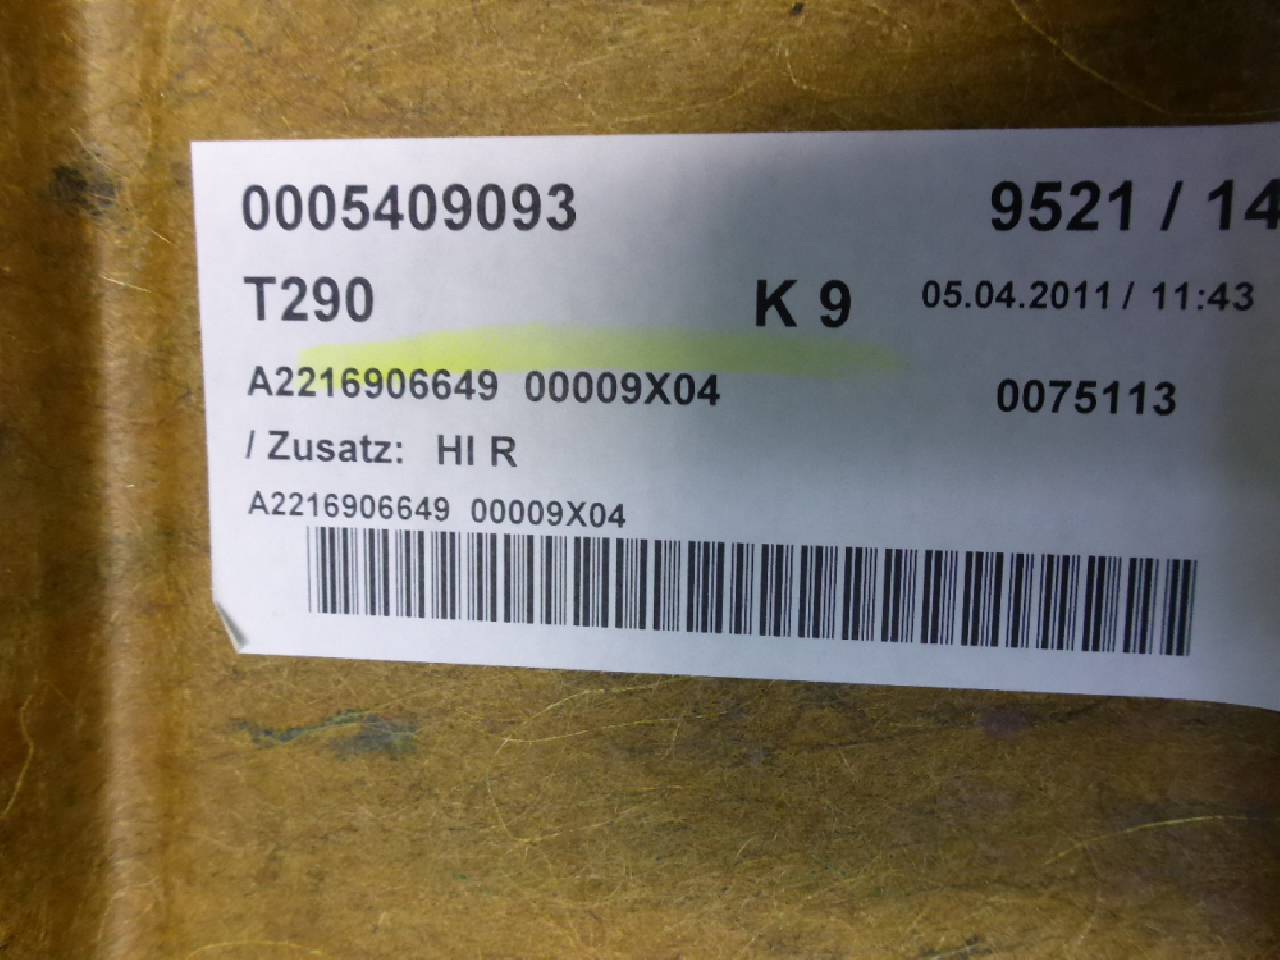 0005409093 9521 / 14
T290 K 9 05.04.2011 / 11:43
A2216906649 00009X04 0075113
/ Zusatz: HI R
A2216906649 00009X04